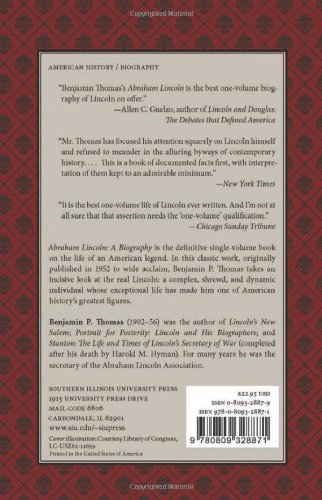 AMERICAN HISTORY / BIOGRAPHY
"Benjamin Thomas's Abraham Lincoln is the best one-volume biog-
raphy of Lincoln on offer."
—Allen C. Guelzo, author of Lincoln and Douglas:
The Debates that Defined America
"Mr. Thomas has focused his attention squarely on Lincoln himself
and refused to meander in the alluring byways of contemporary
history. . . . This is a book of documented facts first, with interpre-
tation of them kept to an admirable minimum."
—New York Times
"It is the best one-volume life of Lincoln ever written. And I'm not at
all sure that that assertion needs the 'one-volume' qualification."
—Chicago Sunday Tribune
Abraham Lincoln: A Biography is the definitive single-volume book
on the life of an American legend. In this classic work, originally
published in 1952 to wide acclaim, Benjamin P. Thomas takes an
incisive look at the real Lincoln: a complex, shrewd, and dynamic
individual whose exceptional life has made him one of American
history's greatest figures.
Benjamin P. Thomas (1902–56) was the author of Lincoln's New
Salem; Portrait for Posterity: Lincoln and His Biographers; and
Stanton: The Life and Times of Lincoln's Secretary of War (completed
after his death by Harold M. Hyman). For many years he was the
secretary of the Abraham Lincoln Association.
SOUTHERN ILLINOIS UNIVERSITY PRESS
1915 UNIVERSITY PRESS DRIVE
MAIL CODE 6806
CARBONDALE, IL 62901
www.siu.edu/~siupress
Cover illustration: Courtesy Library of Congress,
LC-USZ62-11659
Printed in the United States of America
$22.95 USD
ISBN 0-8093-2887-9
ISBN 978-0-8093-2887-1
9 780809 328871